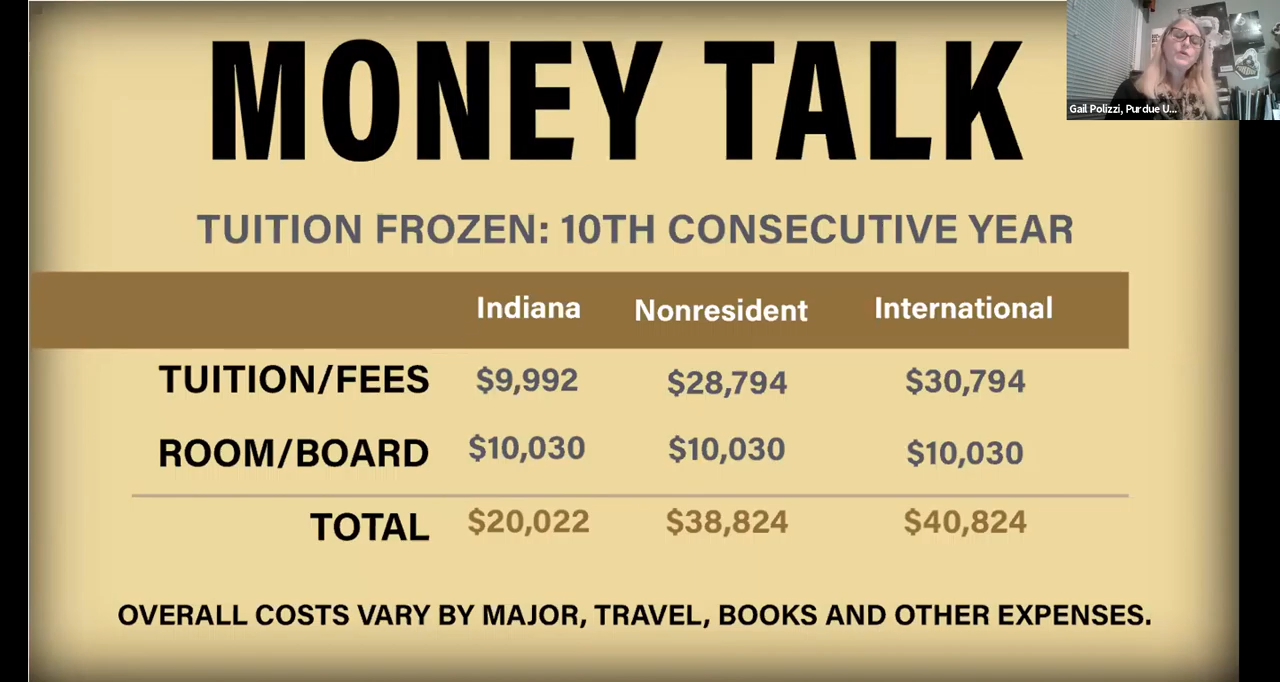 MONEY TALK
Gail Polizzi, Purdue U...
TUITION FROZEN: 10TH CONSECUTIVE YEAR
Indiana Nonresident International
TUITION/FEES $9,992 $28,794 $30,794
ROOM/BOARD $10,030 $10,030 $10,030
TOTAL $20,022 $38,824 $40,824
OVERALL COSTS VARY BY MAJOR, TRAVEL, BOOKS AND OTHER EXPENSES.